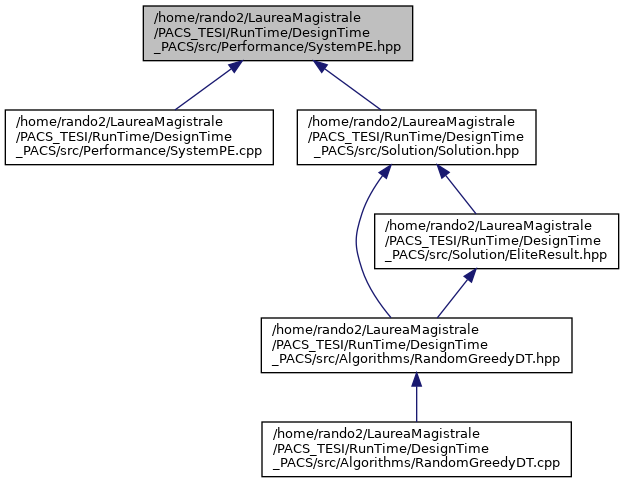 /home/rando2/LaureaMagistrale
/PACS_TESI/RunTime/DesignTime
_PACS/src/Performance/SystemPE.hpp
/home/rando2/LaureaMagistrale
/PACS_TESI/RunTime/DesignTime
_PACS/src/Performance/SystemPE.cpp
/home/rando2/LaureaMagistrale
/PACS_TESI/RunTime/DesignTime
_PACS/src/Solution/Solution.hpp
/home/rando2/LaureaMagistrale
/PACS_TESI/RunTime/DesignTime
_PACS/src/Solution/EliteResult.hpp
/home/rando2/LaureaMagistrale
/PACS_TESI/RunTime/DesignTime
_PACS/src/Algorithms/RandomGreedyDT.hpp
/home/rando2/LaureaMagistrale
/PACS_TESI/RunTime/DesignTime
_PACS/src/Algorithms/RandomGreedyDT.cpp